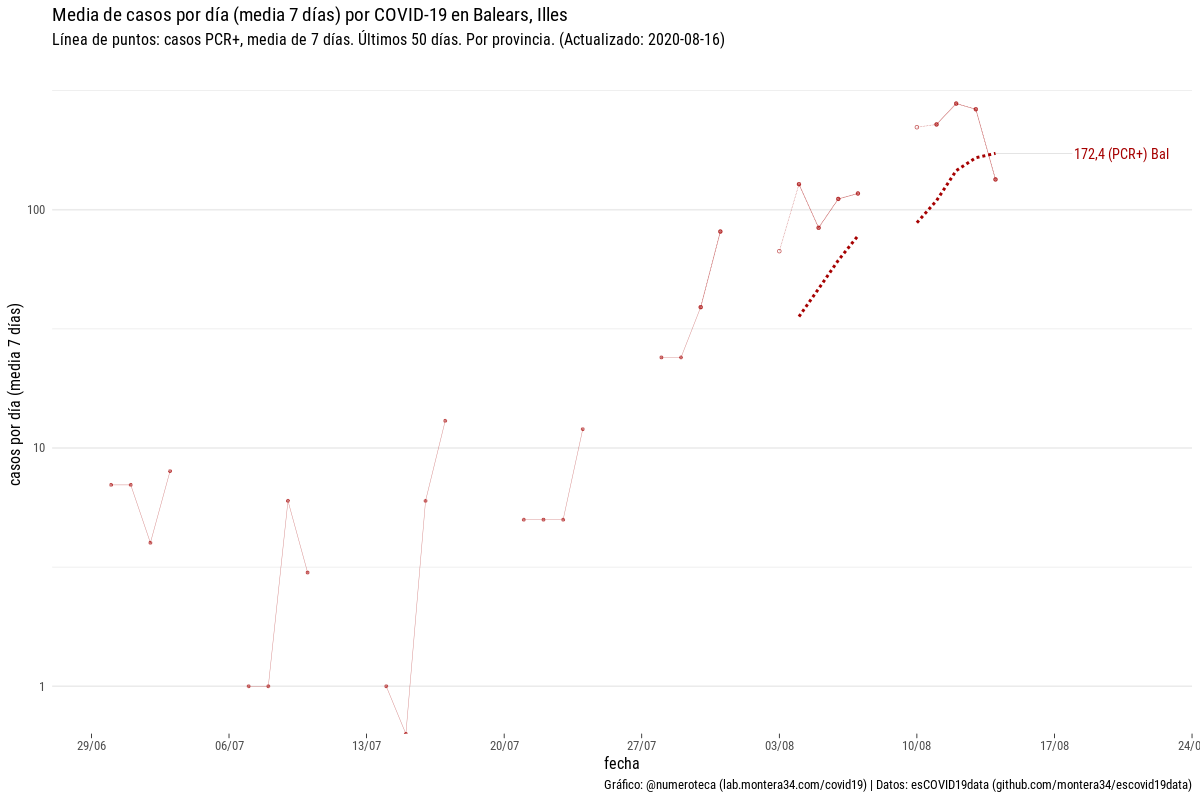 Media de casos por día (media 7 días) por COVID-19 en Balears, Illes
Línea de puntos: casos PCR+, media de 7 días. Últimos 50 días. Por provincia. (Actualizado: 2020-08-16)
casos por día (media 7 días)
100
10
1
172,4 (PCR+) Bal
29/06
06/07
13/07
20/07
27/07
03/08
10/08
17/08
24/0
fecha
Gráfico: @numeroteca (lab.montera34.com/covid19) | Datos: esCOVID19data (github.com/montera34/escovid19data)